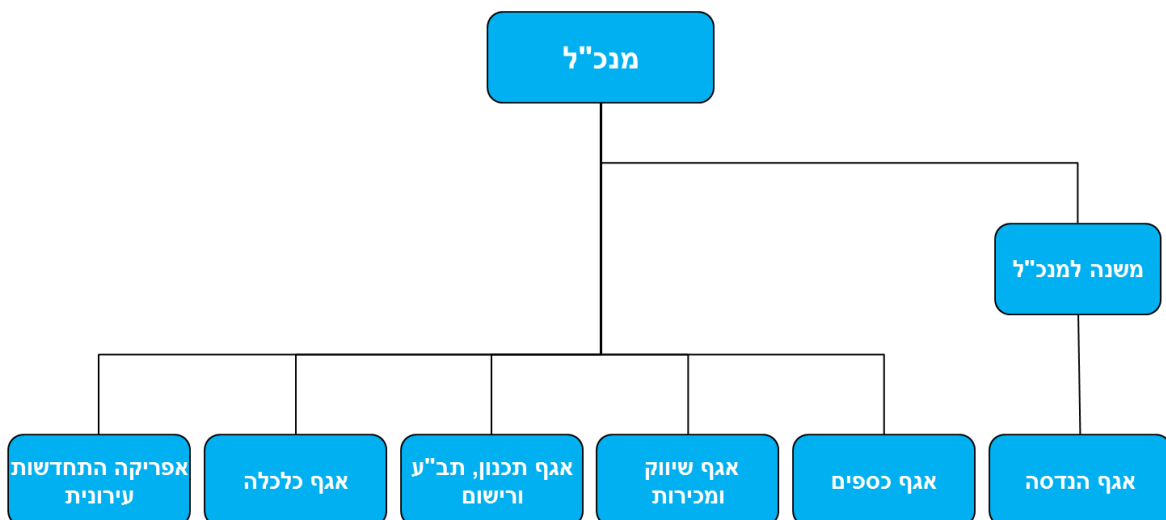 מנכ"ל
משנה למנכ"ל
אגף הנדסה
אגף כספים
אגף שיווק
ומכירות
אגף תכנון, תב"ע
ורישום
אגף כלכלה
אפריקה התחדשות
עירונית